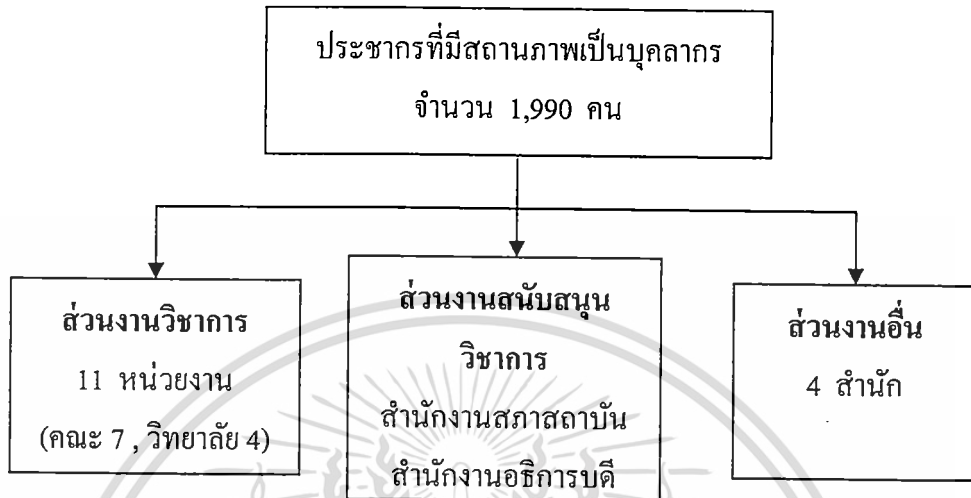 ประชากรที่มีสถานภาพเป็นบุคลากร
จำนวน 1,990 คน
ส่วนงานวิชาการ
11 หน่วยงาน
(คณะ 7 , วิทยาลัย 4)
ส่วนงานสนับสนุน
วิชาการ
สำนักงานสภาสถาบัน
สำนักงานอธิการบดี
ส่วนงานอื่น
4 สำนัก